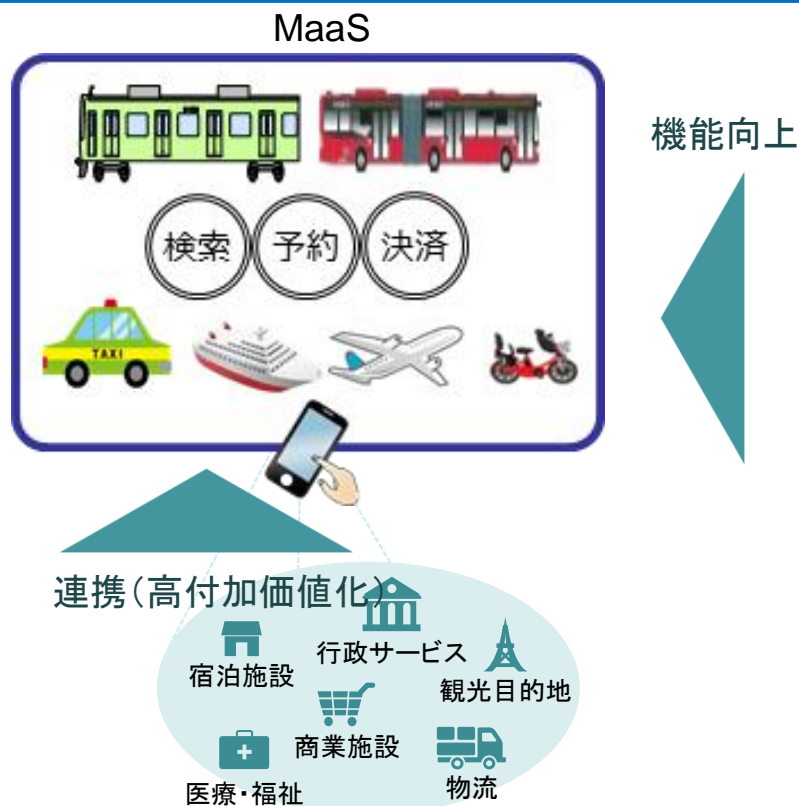 MaaS
機能向上
検索 予約 決済
TAXI
連携(高付加価値化)
行政サービス
宿泊施設
観光目的地
商業施設
医療・福祉
物流